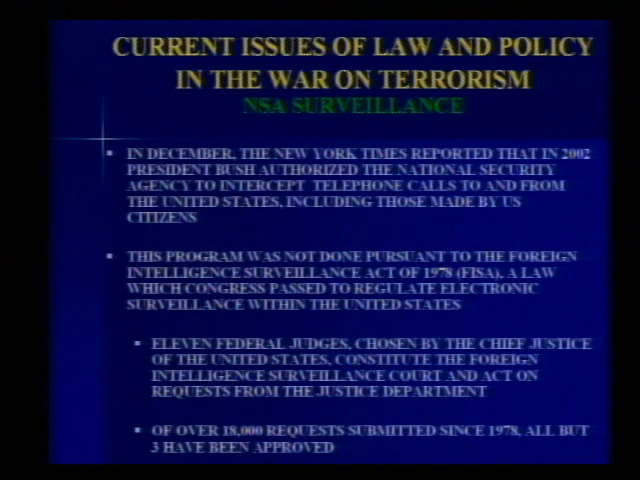 CURRENT ISSUES OF LAW AND POLICY
IN THE WAR ON TERRORISM
NSA SURVEILLANCE
▪ IN DECEMBER, THE NEW YORK TIMES REPORTED THAT IN 2002
PRESIDENT BUSH AUTHORIZED THE NATIONAL SECURITY
AGENCY TO INTERCEPT TELEPHONE CALLS TO AND FROM
THE UNITED STATES, INCLUDING THOSE MADE BY US
CITIZENS
▪ THIS PROGRAM WAS NOT DONE PURSUANT TO THE FOREIGN
INTELLIGENCE SURVEILLANCE ACT OF 1978 (FISA), A LAW
WHICH CONGRESS PASSED TO REGULATE ELECTRONIC
SURVEILLANCE WITHIN THE UNITED STATES
▪ ELEVEN FEDERAL JUDGES, CHOSEN BY THE CHIEF JUSTICE
OF THE UNITED STATES, CONSTITUTE THE FOREIGN
INTELLIGENCE SURVEILLANCE COURT AND ACT ON
REQUESTS FROM THE JUSTICE DEPARTMENT
▪ OF OVER 18,000 REQUESTS SUBMITTED SINCE 1978, ALL BUT
3 HAVE BEEN APPROVED